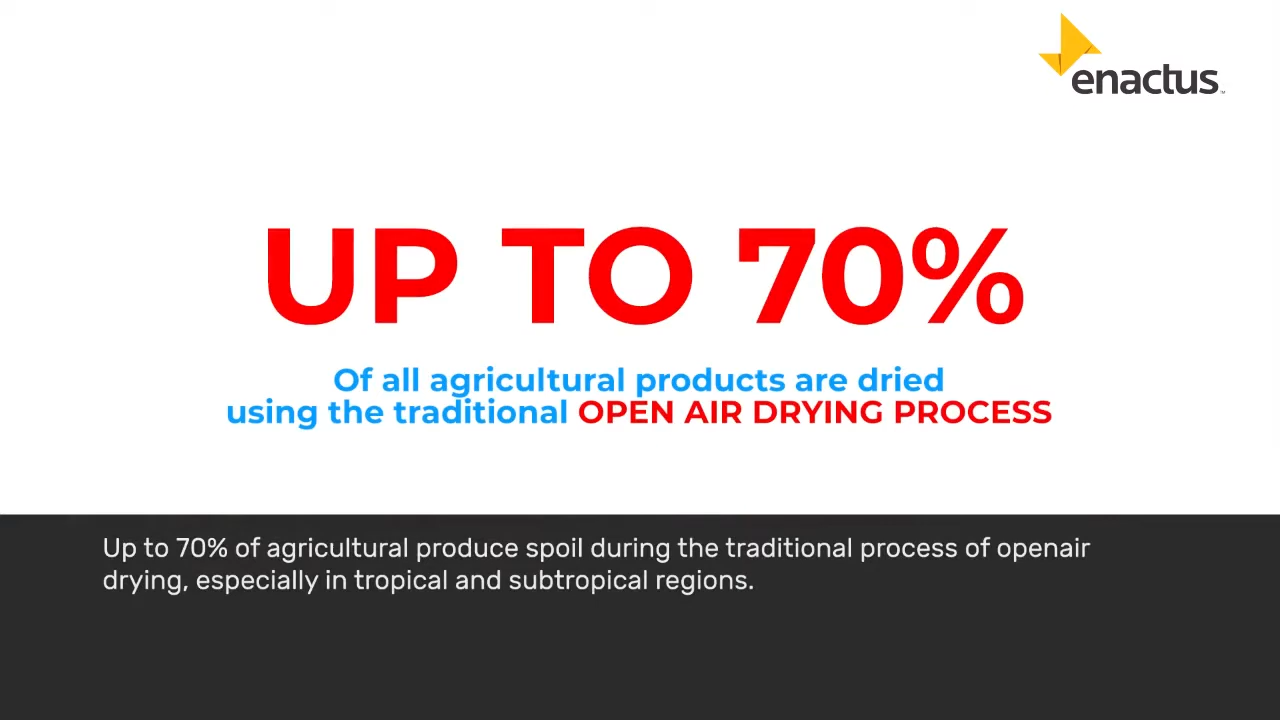 enactus
UP TO 70%
Of all agricultural products are dried
using the traditional OPEN AIR DRYING PROCESS
Up to 70% of agricultural produce spoil during the traditional process of openair
drying, especially in tropical and subtropical regions.